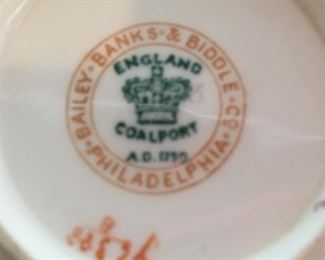 BAILEY · BANKS · & BIDDLE · CO ·
PHILADELPHIA
ENGLAND
COALPORT
A.D. 1750